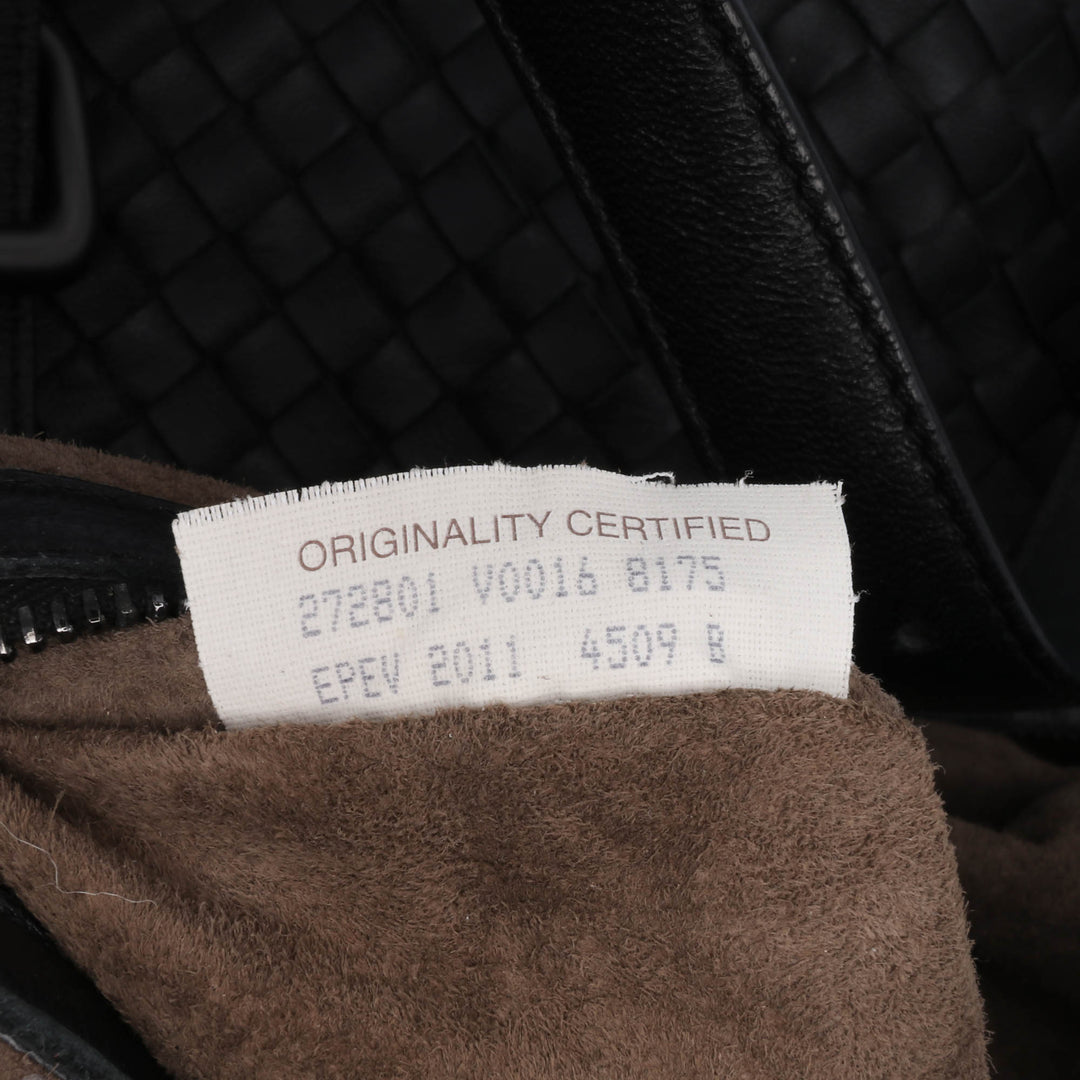 ORIGINALITY CERTIFIED
272801 V0016 8175
EPEV 2011 4509 B